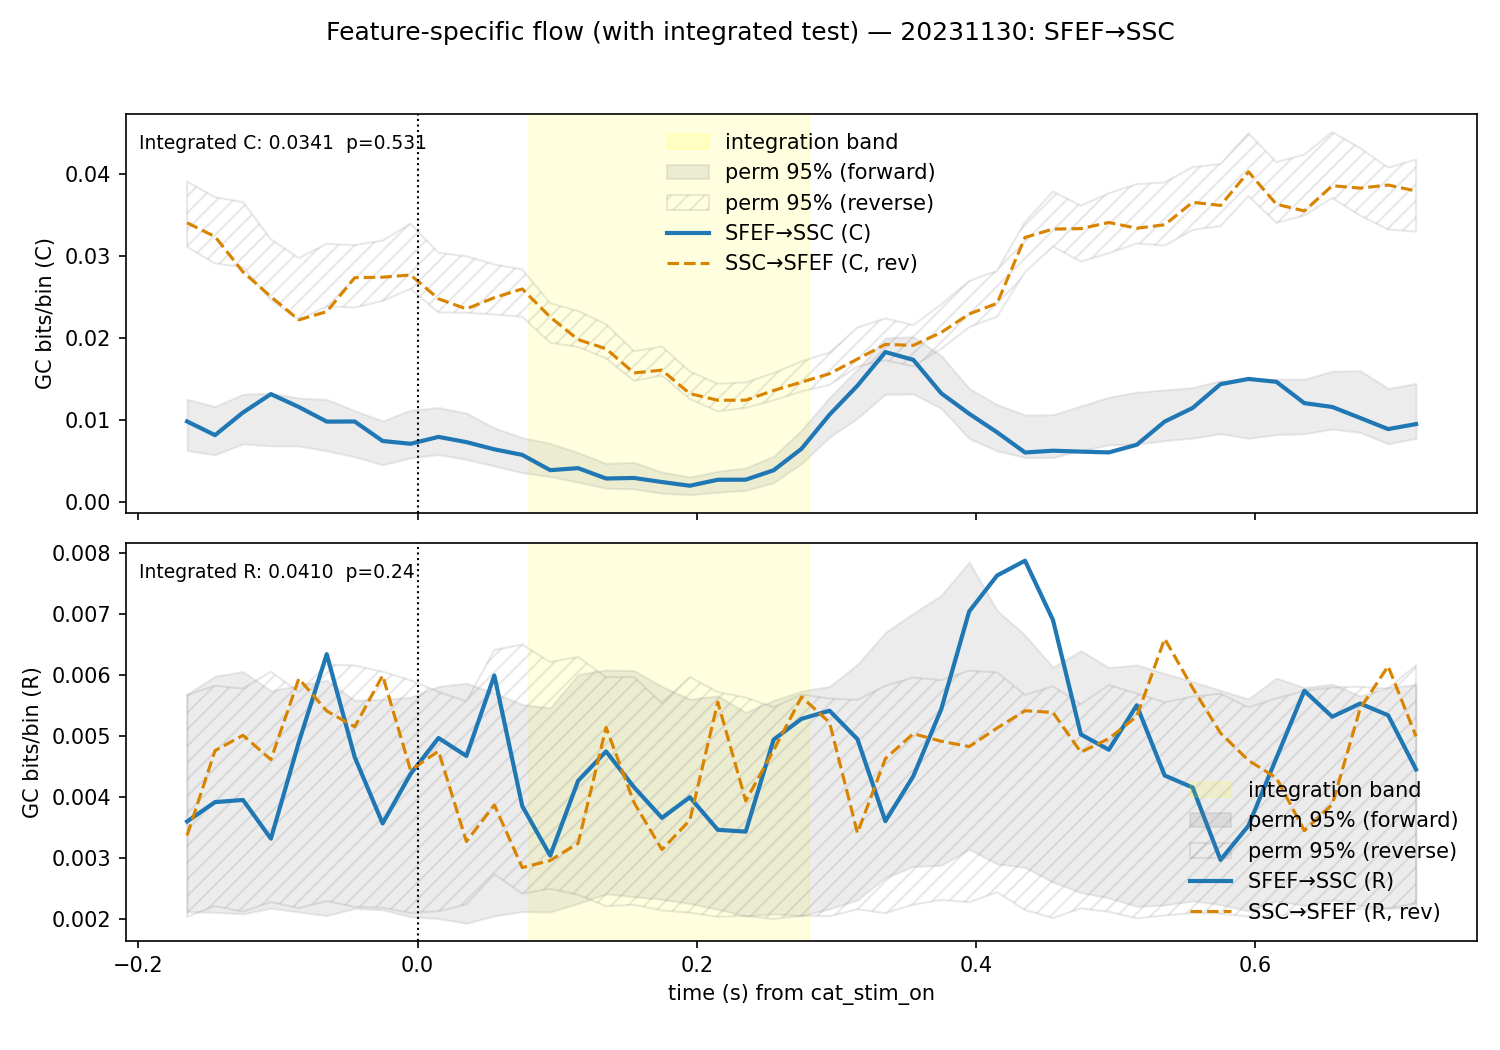 Feature-specific flow (with integrated test) — 20231130: SFEF→SSC
Integrated C: 0.0341  p=0.531
integration band
perm 95% (forward)
perm 95% (reverse)
SFEF→SSC (C)
SSC→SFEF (C, rev)
GC bits/bin (C)
0.04
0.03
0.02
0.01
0.00
Integrated R: 0.0410  p=0.24
GC bits/bin (R)
0.008
0.007
0.006
0.005
0.004
0.003
0.002
integration band
perm 95% (forward)
perm 95% (reverse)
SFEF→SSC (R)
SSC→SFEF (R, rev)
−0.2
0.0
0.2
0.4
0.6
time (s) from cat_stim_on